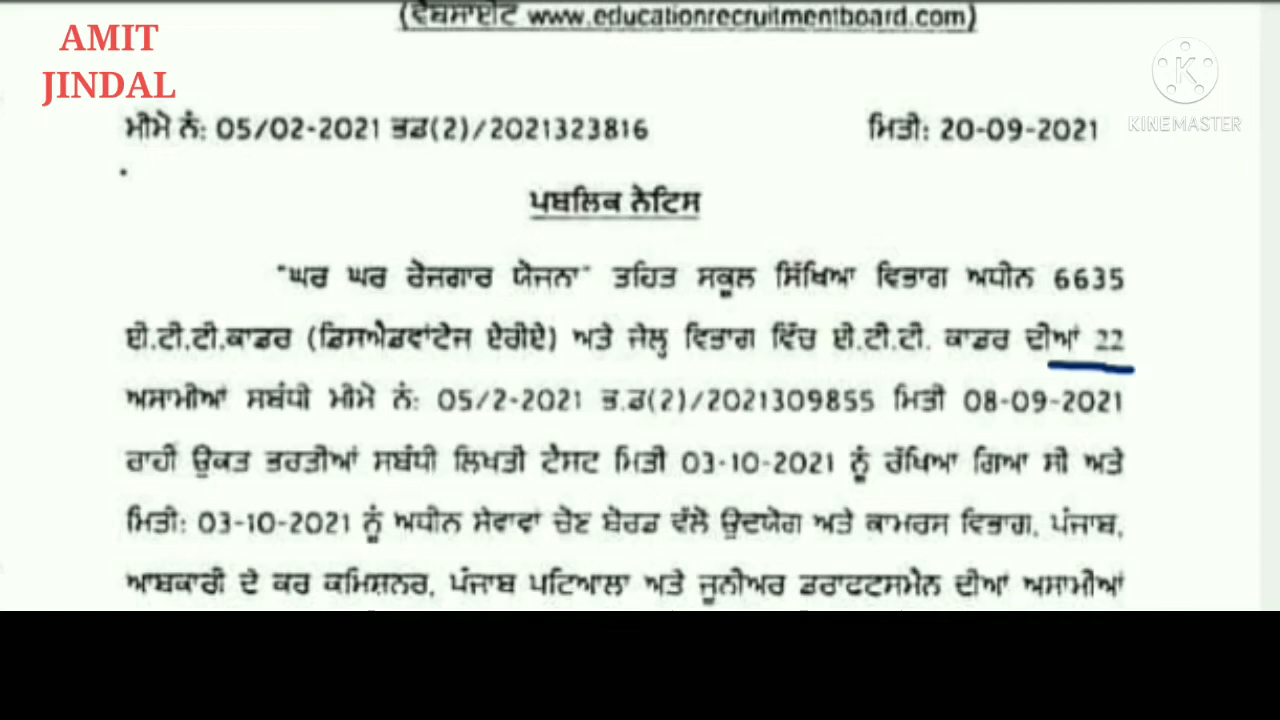 (ਵੈਬਸਾਈਟ www.educationrecruitmentboard.com)
AMIT
JINDAL
KINEMASTER
ਮੀਮੋ ਨੰ: 05/02-2021 ਭਡ(2)/2021323816 ਮਿਤੀ: 20-09-2021
ਪਬਲਿਕ ਨੋਟਿਸ
"ਘਰ ਘਰ ਰੋਜਗਾਰ ਯੋਜਨਾ" ਤਹਿਤ ਸਕੂਲ ਸਿੱਖਿਆ ਵਿਭਾਗ ਅਧੀਨ 6635
ਈ.ਟੀ.ਟੀ.ਕਾਡਰ (ਡਿਸਐਡਵਾਂਟੇਜ ਏਰੀਏ) ਅਤੇ ਜੇਲ੍ਹ ਵਿਭਾਗ ਵਿੱਚ ਈ.ਟੀ.ਟੀ. ਕਾਡਰ ਦੀਆਂ 22
ਅਸਾਮੀਆਂ ਸਬੰਧੀ ਮੀਮੋ ਨੰ: 05/2-2021 ਭ.ਡ(2)/2021309855 ਮਿਤੀ 08-09-2021
ਰਾਹੀਂ ਉਕਤ ਭਰਤੀਆਂ ਸਬੰਧੀ ਲਿਖਤੀ ਟੈਸਟ ਮਿਤੀ 03-10-2021 ਨੂੰ ਰੱਖਿਆ ਗਿਆ ਸੀ ਅਤੇ
ਮਿਤੀ: 03-10-2021 ਨੂੰ ਅਧੀਨ ਸੇਵਾਵਾਂ ਚੋਣ ਬੋਰਡ ਵੱਲੋਂ ਉਦਯੋਗ ਅਤੇ ਕਾਮਰਸ ਵਿਭਾਗ, ਪੰਜਾਬ,
ਆਬਕਾਰੀ ਦੇ ਕਰ ਕਮਿਸ਼ਨਰ, ਪੰਜਾਬ ਪਟਿਆਲਾ ਅਤੇ ਜੂਨੀਅਰ ਡਰਾਫਟਸਮੈਨ ਦੀਆਂ ਅਸਾਮੀਆਂ